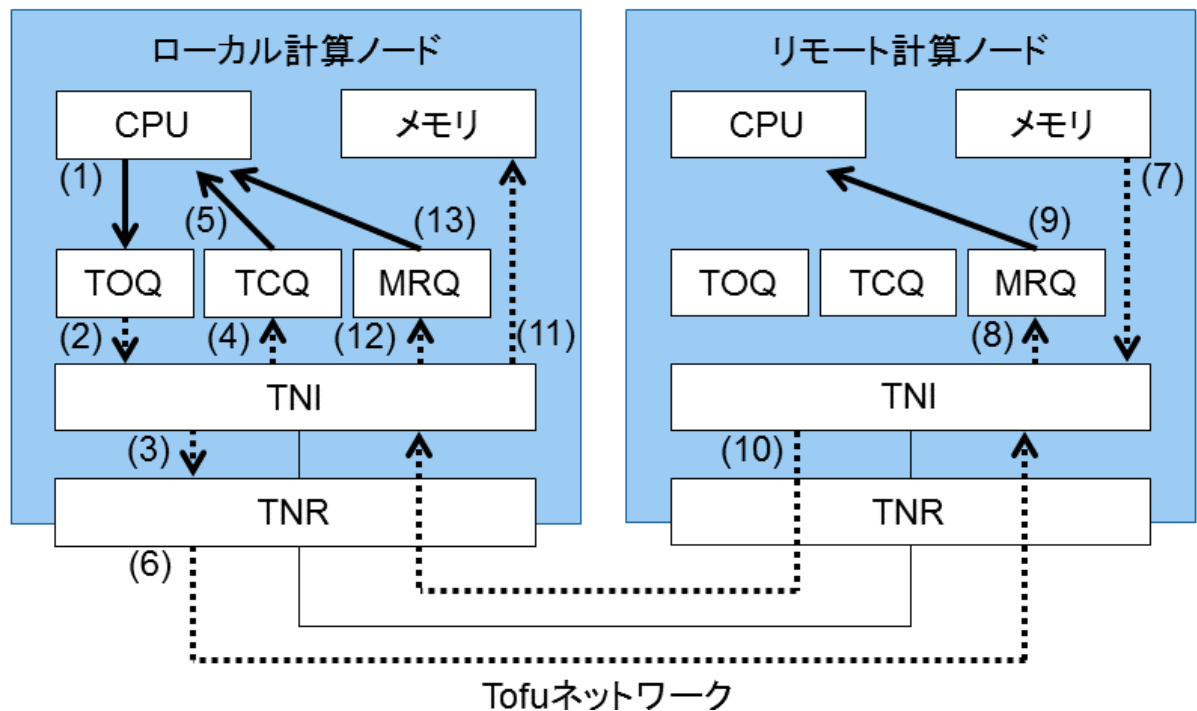 ローカル計算ノード
リモート計算ノード
CPU
メモリ
CPU
メモリ
(1)
(5)
(13)
(9)
(7)
TOQ
TCQ
MRQ
TOQ
TCQ
MRQ
(2)
(4)
(12)
(11)
(8)
TNI
TNI
(3)
(10)
TNR
TNR
(6)
Tofuネットワーク